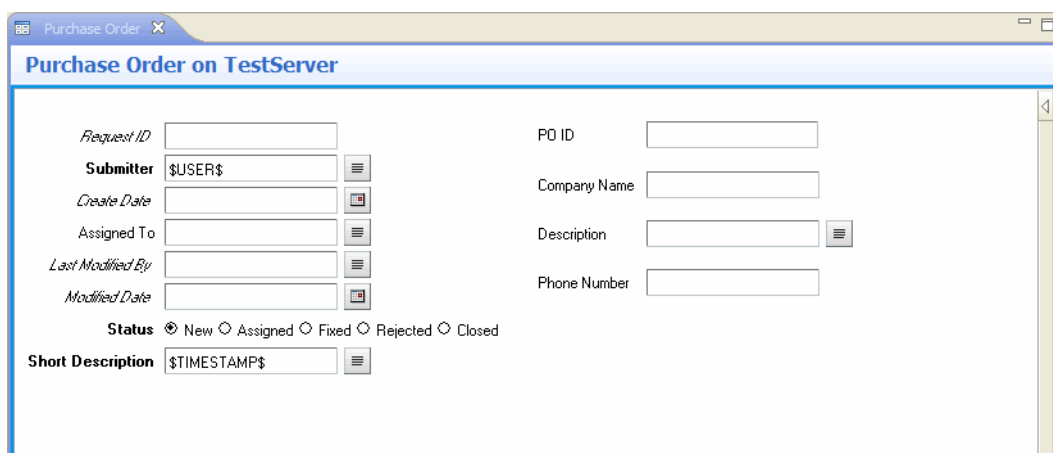 Purchase Order
Purchase Order on TestServer
Request ID
Submitter $USER$
Create Date
Assigned To
Last Modified By
Modified Date
Status New Assigned Fixed Rejected Closed
Short Description $TIMESTAMP$
PO ID
Company Name
Description
Phone Number